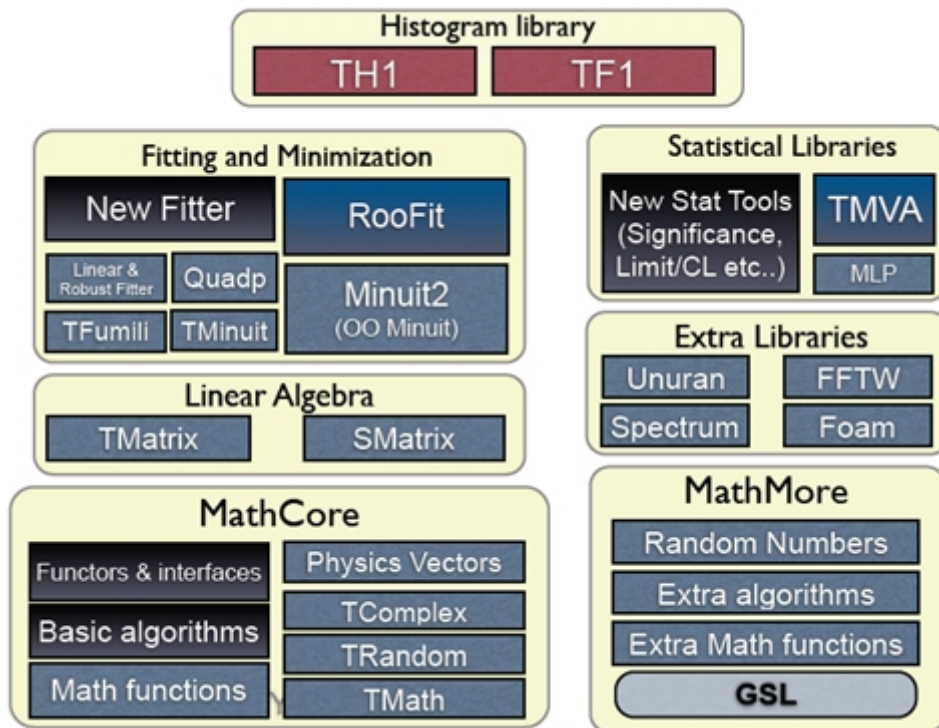 Histogram library
TH1
TF1
Fitting and Minimization
New Fitter
RooFit
Linear &
Robust Fitter
Quadp
Minuit2
(OO Minuit)
TFumili
TMinuit
Statistical Libraries
New Stat Tools
(Significance,
Limit/CL etc..)
TMVA
MLP
Extra Libraries
Unuran
FFTW
Spectrum
Foam
Linear Algebra
TMatrix
SMatrix
MathCore
Functors & interfaces
Basic algorithms
Math functions
Physics Vectors
TComplex
TRandom
TMath
MathMore
Random Numbers
Extra algorithms
Extra Math functions
GSL